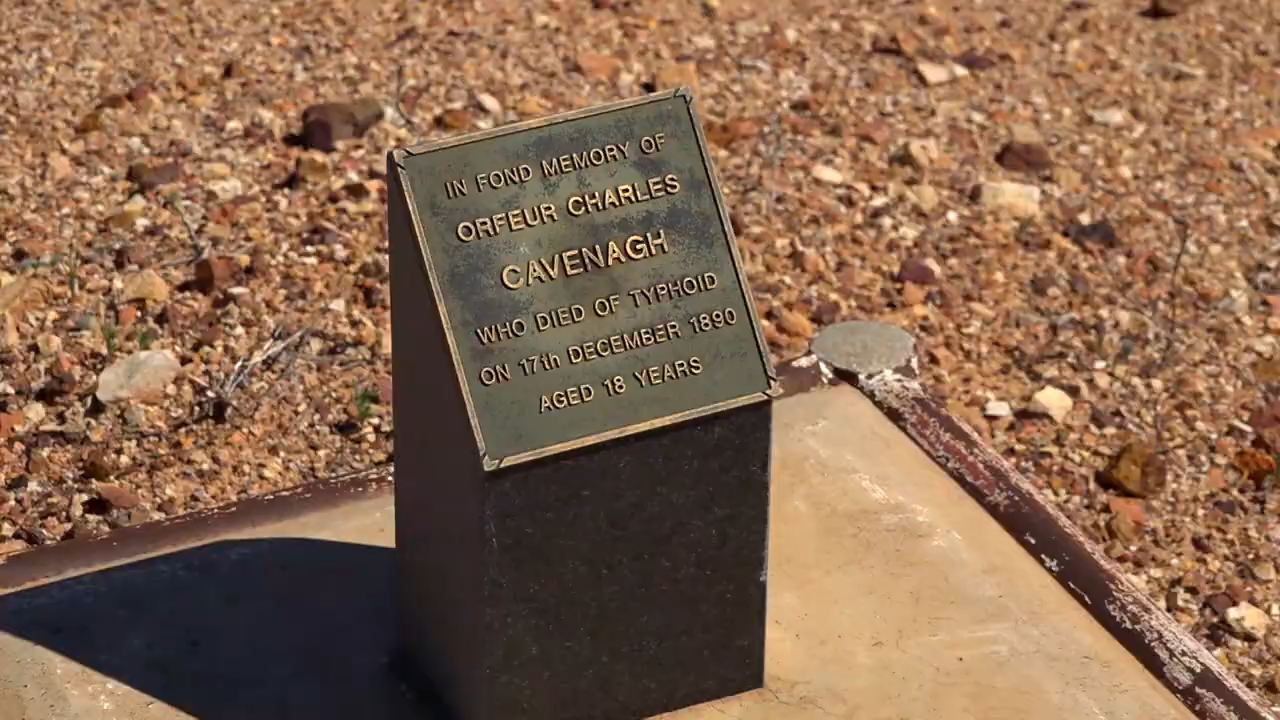 IN FOND MEMORY OF
ORFEUR CHARLES
CAVENAGH
WHO DIED OF TYPHOID
ON 17th DECEMBER 1890
AGED 18 YEARS